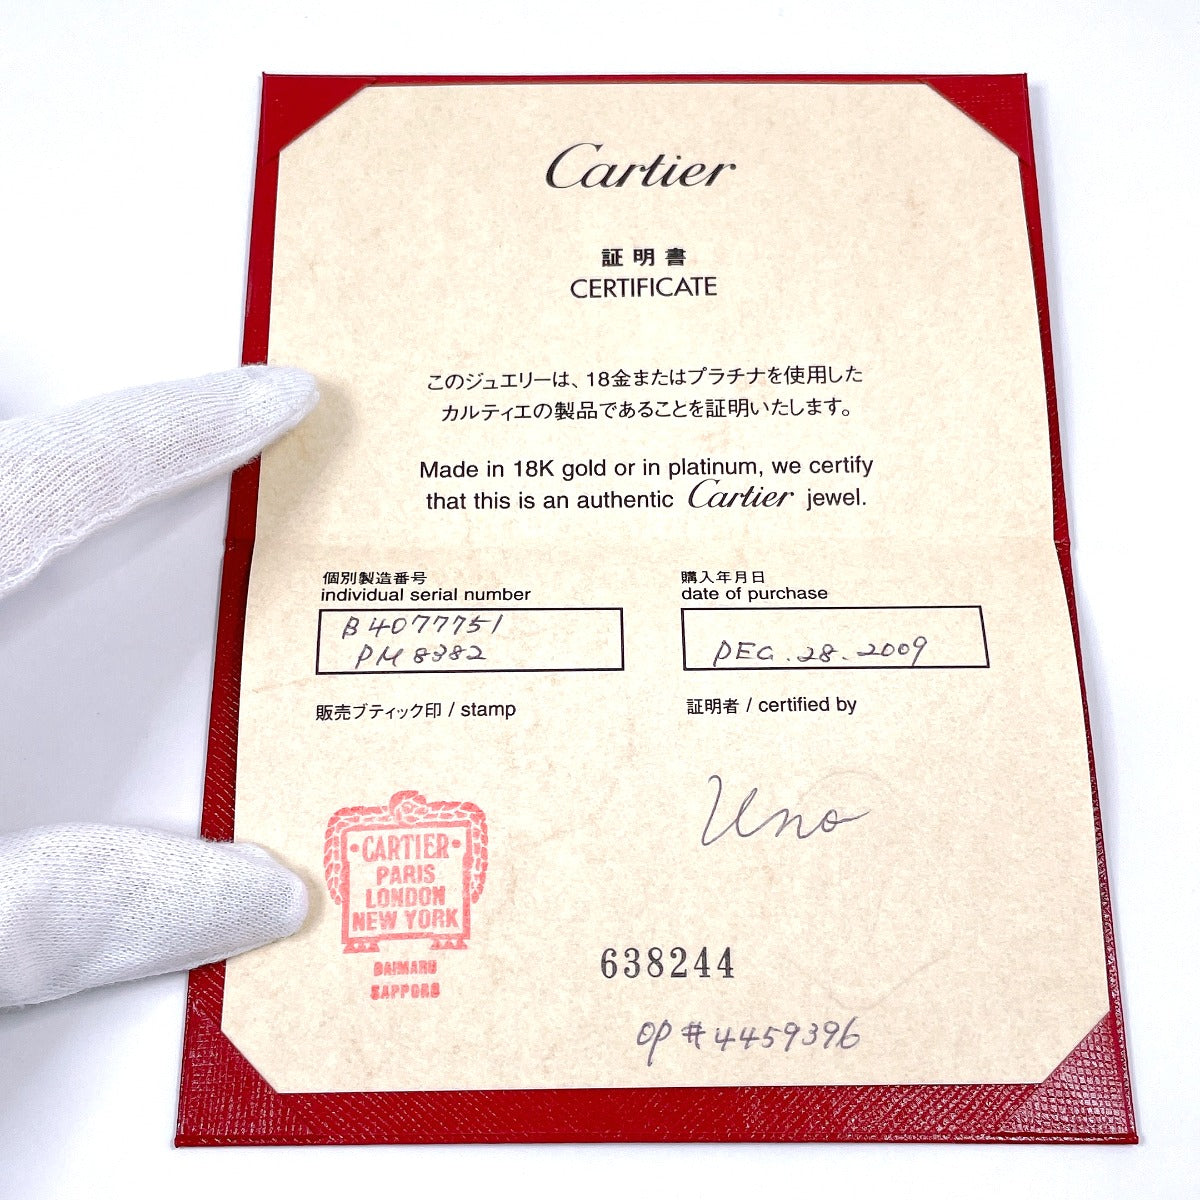 Cartier
証明書
CERTIFICATE
このジュエリーは、18金またはプラチナを使用した
カルティエの製品であることを証明いたします。
Made in 18K gold or in platinum, we certify
that this is an authentic Cartier jewel.
個別製造番号
individual serial number
B4077751
PM 8382
購入年月日
date of purchase
DEC. 28. 2009
販売ブティック印 / stamp
証明者 / certified by
Uno
CARTIER
PARIS
LONDON
NEW YORK
DAIMARU
SAPPORO
638244
OP #4459396